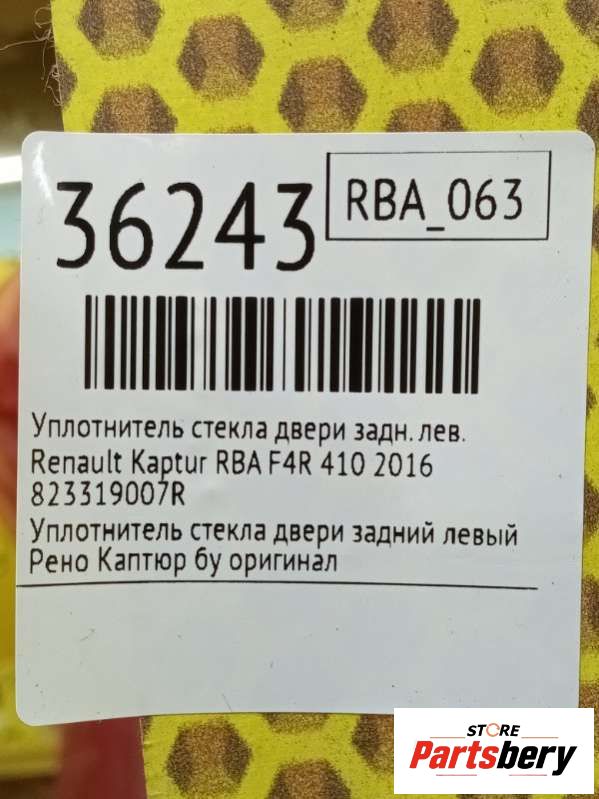 36243
RBA_063
Уплотнитель стекла двери задн. лев.
Renault Kaptur RBA F4R 410 2016
823319007R
Уплотнитель стекла двери задний левый
Рено Каптюр бу оригинал
STORE
Partsbery